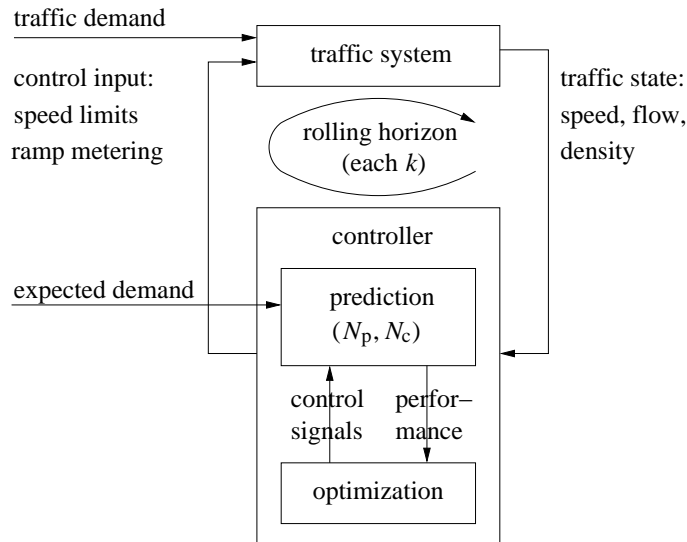 traffic demand
traffic system
control input:
speed limits
ramp metering
traffic state:
speed, flow,
density
rolling horizon
(each k)
controller
expected demand
prediction
(Np, Nc)
control
signals
perfor–
mance
optimization